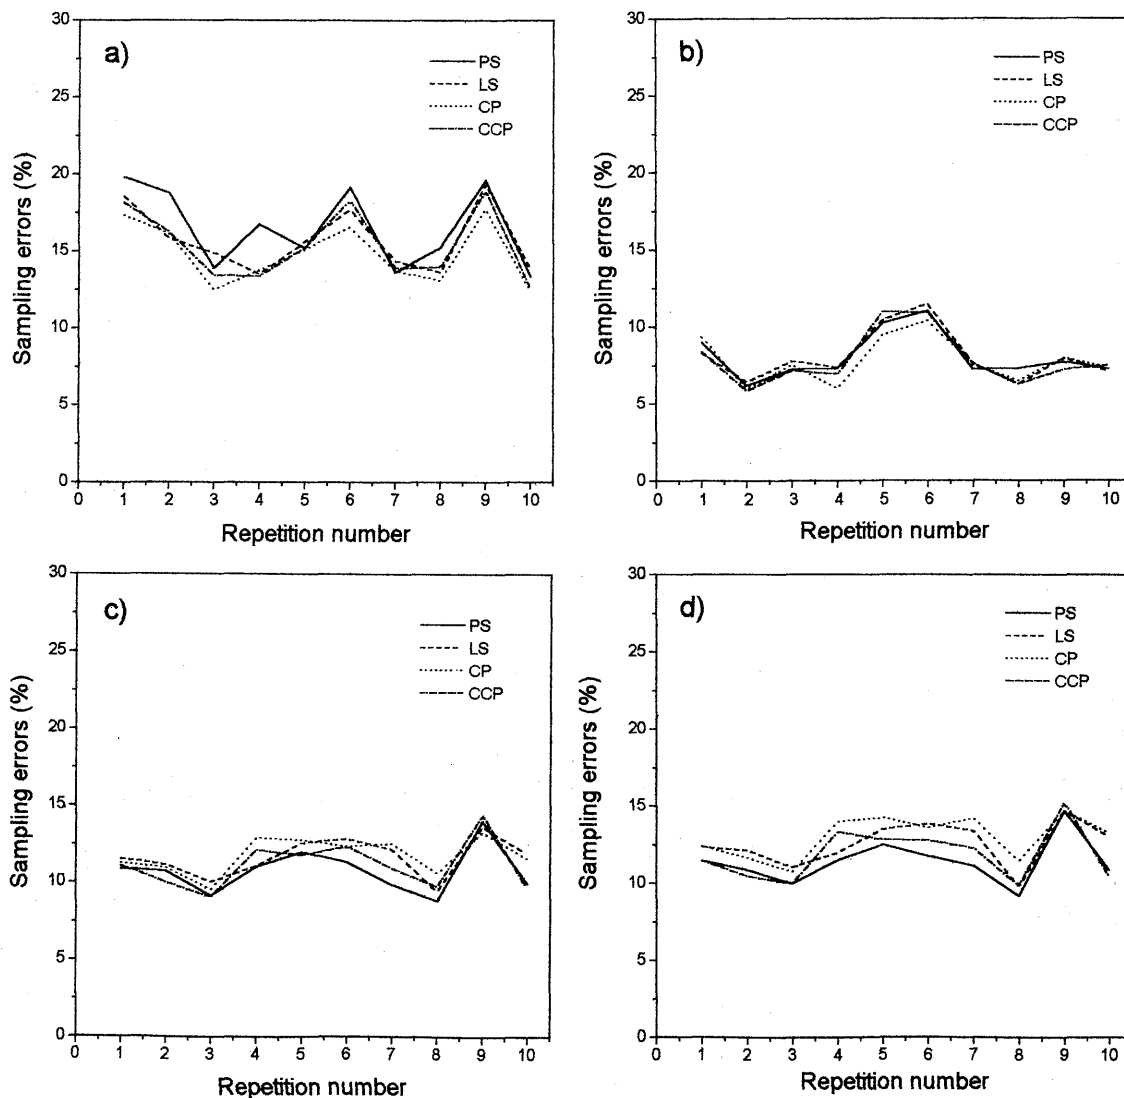 a)
PS
LS
CP
CCP
Sampling errors (%)
30
25
20
15
10
5
0
0 1 2 3 4 5 6 7 8 9 10
Repetition number
b)
PS
LS
CP
CCP
Sampling errors (%)
30
25
20
15
10
5
0
0 1 2 3 4 5 6 7 8 9 10
Repetition number
c)
PS
LS
CP
CCP
Sampling errors (%)
30
25
20
15
10
5
0
0 1 2 3 4 5 6 7 8 9 10
Repetition number
d)
PS
LS
CP
CCP
Sampling errors (%)
30
25
20
15
10
5
0
0 1 2 3 4 5 6 7 8 9 10
Repetition number